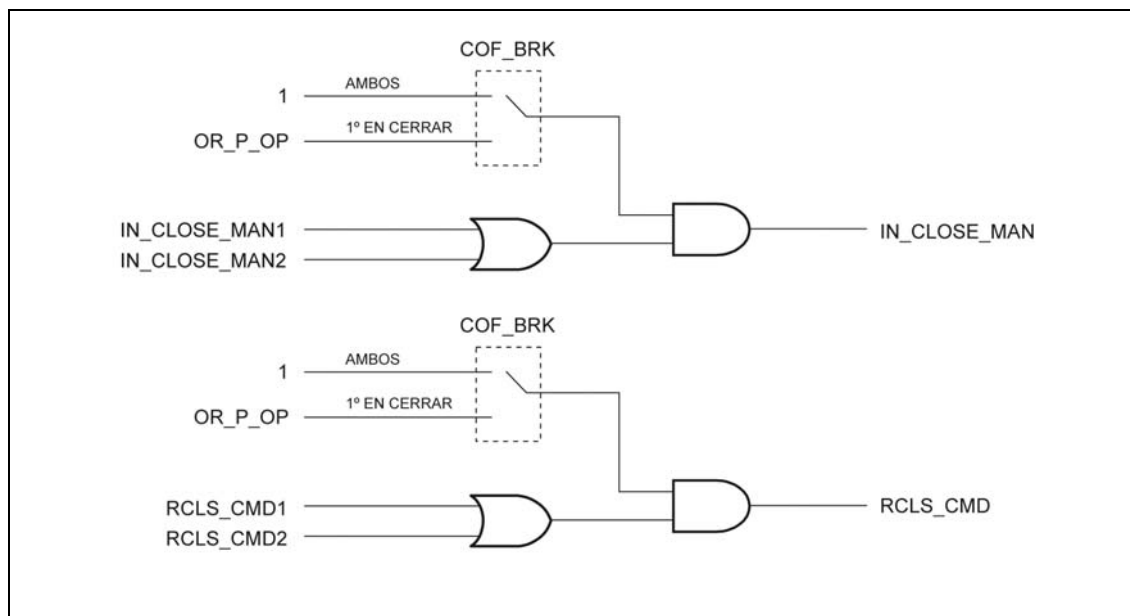 COF_BRK
1 AMBOS
OR_P_OP 1º EN CERRAR
IN_CLOSE_MAN1
IN_CLOSE_MAN
IN_CLOSE_MAN2
COF_BRK
1 AMBOS
OR_P_OP 1º EN CERRAR
RCLS_CMD1
RCLS_CMD
RCLS_CMD2